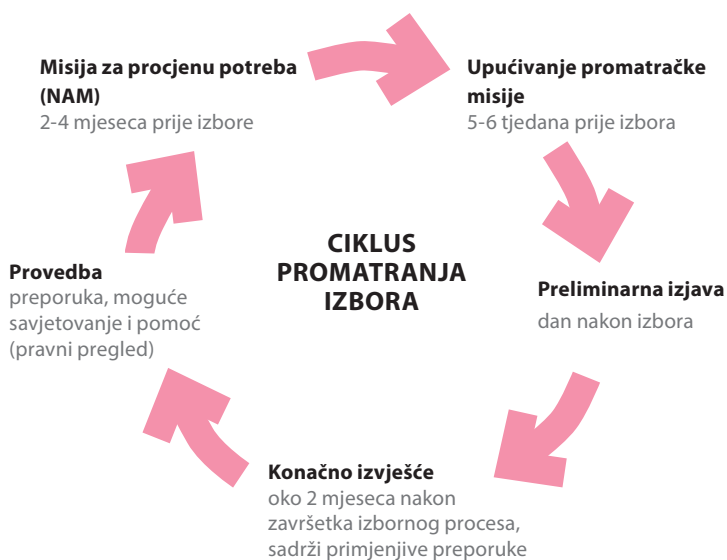 Misija za procjenu potreba
(NAM)
2-4 mjeseca prije izbore
Upućivanje promatračke
misije
5-6 tjedana prije izbora
CIKLUS
PROMATRANJA
IZBORA
Preliminarna izjava
dan nakon izbora
Konačno izvješće
oko 2 mjeseca nakon
završetka izbornog procesa,
sadrži primjenjive preporuke
Provedba
preporuka, moguće
savjetovanje i pomoć
(pravni pregled)